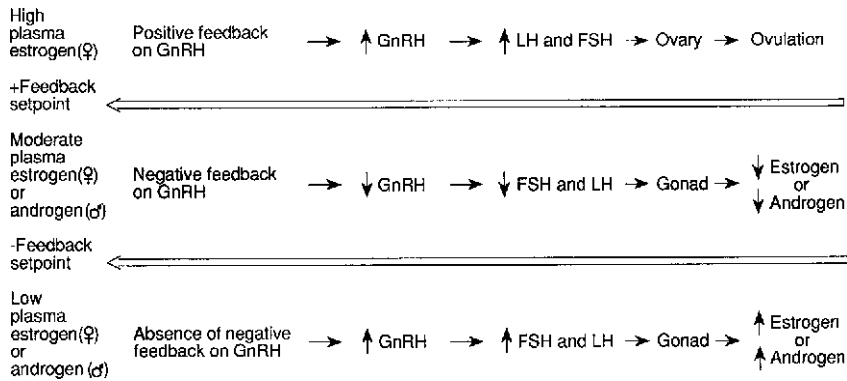 High
plasma
estrogen(♀)
Positive feedback
on GnRH
GnRH
LH and FSH
Ovary
Ovulation
+Feedback
setpoint
Moderate
plasma
estrogen(♀)
or
androgen(♂)
Negative feedback
on GnRH
GnRH
FSH and LH
Gonad
Estrogen
or
Androgen
-Feedback
setpoint
Low
plasma
estrogen(♀)
or
androgen(♂)
Absence of negative
feedback on GnRH
GnRH
FSH and LH
Gonad
Estrogen
or
Androgen